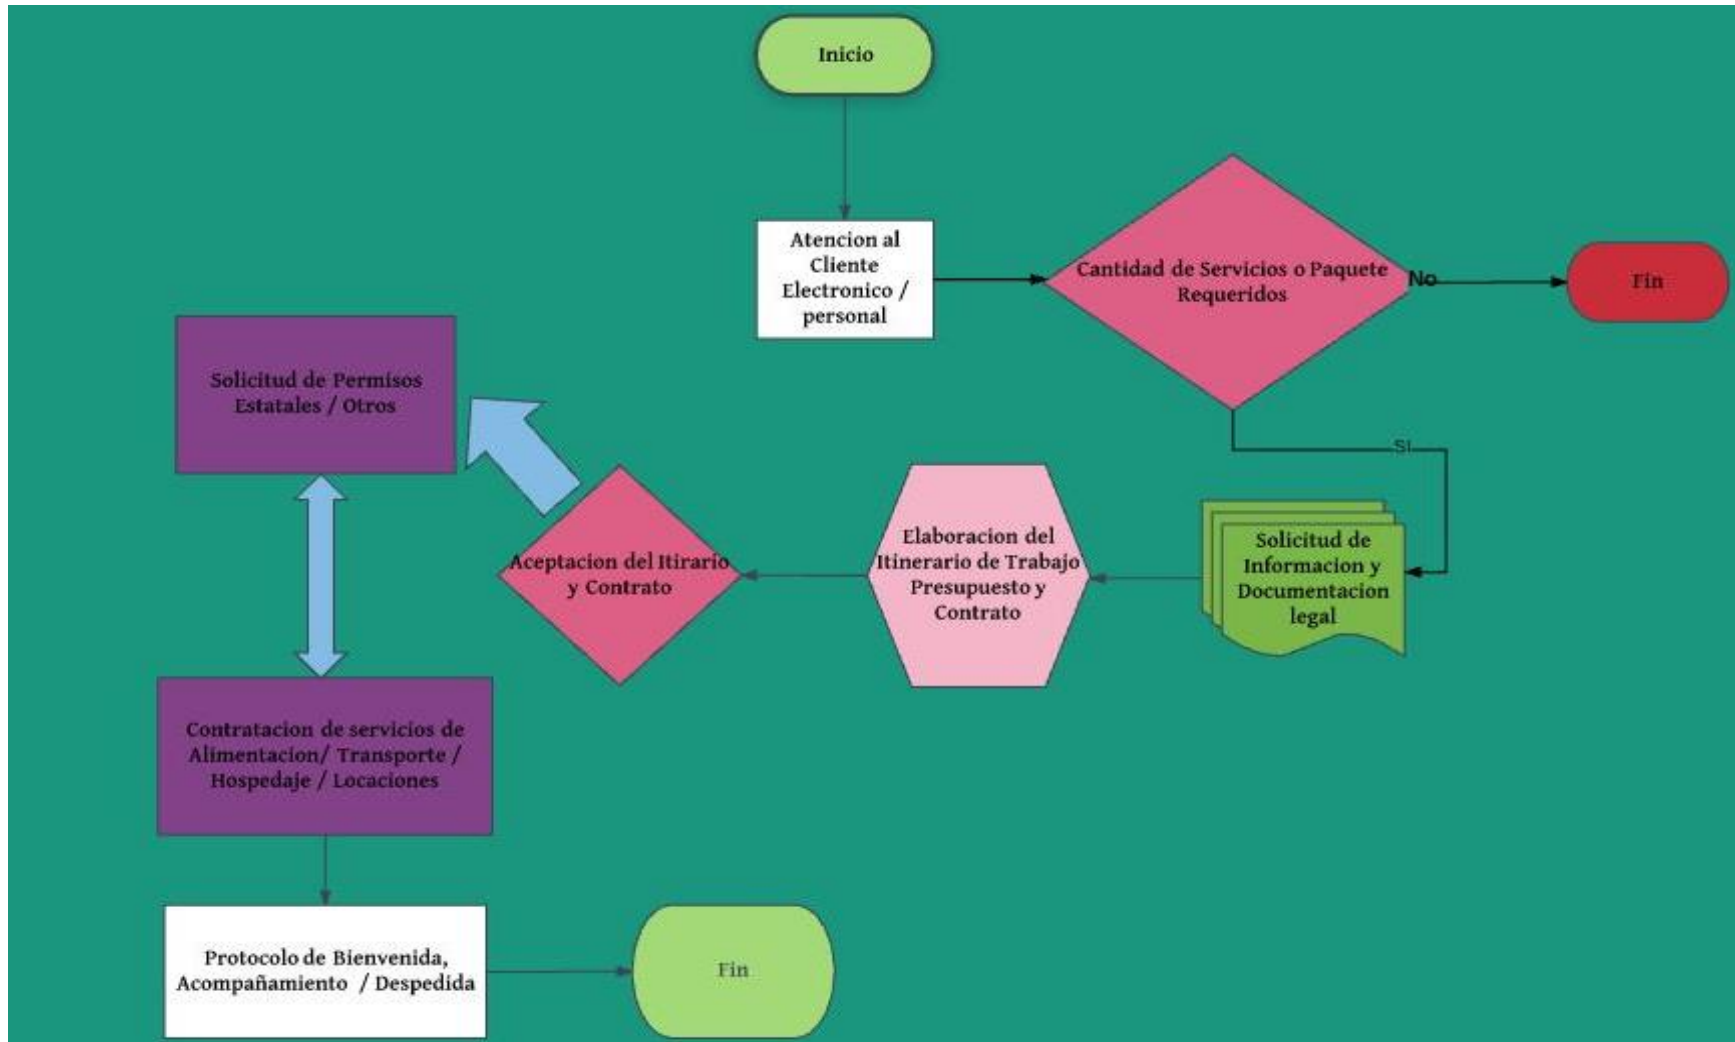 Inicio
Atencion al
Cliente
Electronico /
personal
Cantidad de Servicios o Paquete
Requeridos
No
Fin
SI
Solicitud de
Informacion y
Documentacion
legal
Elaboracion del
Itinerario de Trabajo
Presupuesto y
Contrato
Aceptacion del Itirario
y Contrato
Solicitud de Permisos
Estatales / Otros
Contratacion de servicios de
Alimentacion/ Transporte /
Hospedaje / Locaciones
Protocolo de Bienvenida,
Acompañamiento / Despedida
Fin